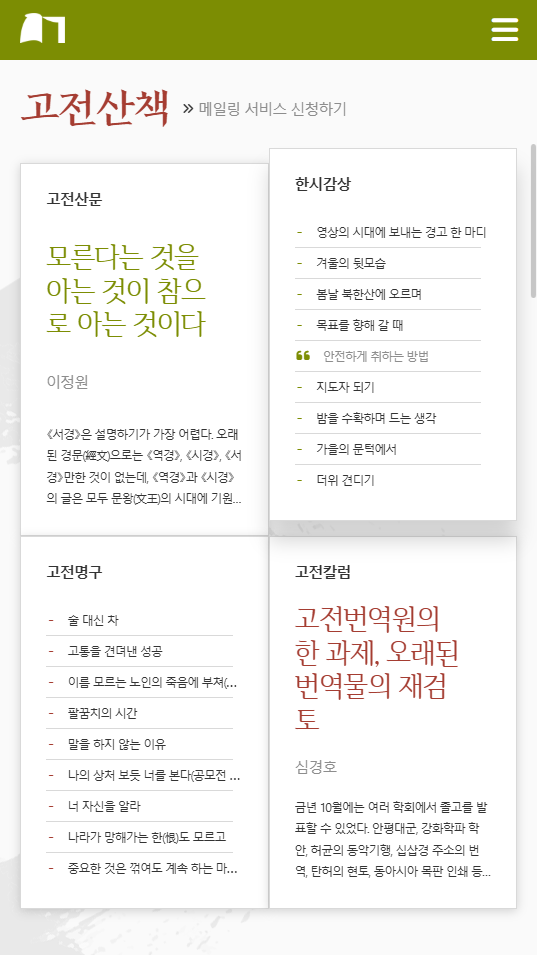 고전산책
» 메일링 서비스 신청하기
고전산문
모른다는 것을
아는 것이 참으
로 아는 것이다
이정원
《서경》은 설명하기가 가장 어렵다. 오래
된 경문(經文)으로는 《역경》, 《시경》, 《서
경》만한 것이 없는데, 《역경》과 《시경》
의 글은 모두 문왕(文王)의 시대에 기원...
한시감상
- 영상의 시대에 보내는 경고 한 마디
- 겨울의 뒷모습
- 봄날 북한산에 오르며
- 목표를 향해 갈 때
❝ 안전하게 취하는 방법
- 지도자 되기
- 밤을 수확하며 드는 생각
- 가을의 문턱에서
- 더위 견디기
고전명구
- 술 대신 차
- 고통을 견뎌낸 성공
- 이름 모르는 노인의 죽음에 부쳐(...
- 팔꿈치의 시간
- 말을 하지 않는 이유
- 나의 상처 보듯 너를 본다(공모전 ...
- 너 자신을 알라
- 나라가 망해가는 한(恨)도 모르고
- 중요한 것은 꺾여도 계속 하는 마...
고전칼럼
고전번역원의
한 과제, 오래된
번역물의 재검
토
심경호
금년 10월에는 여러 학회에서 졸고를 발
표할 수 있었다. 안평대군, 강화학파 학
안, 허균의 동악기행, 십삼경 주소의 번
역, 탄허의 현토, 동아시아 목판 인쇄 등...